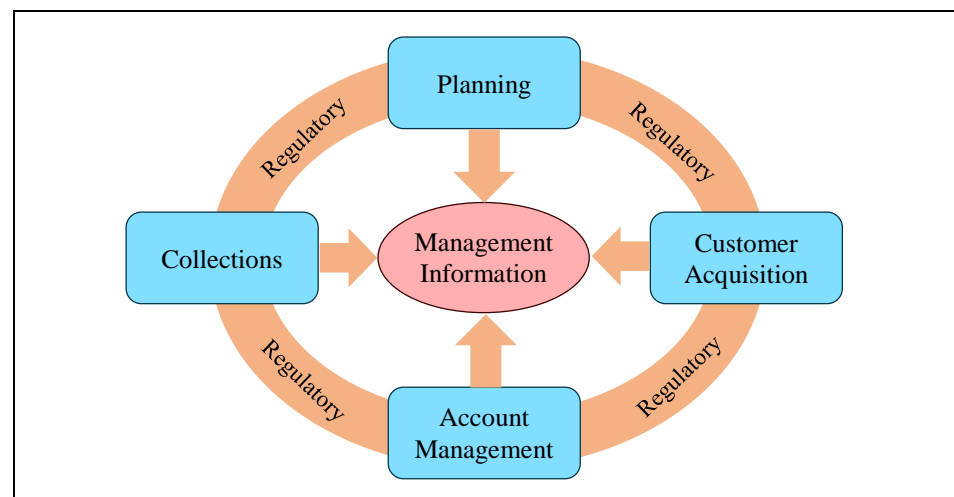 Planning
Regulatory
Regulatory
Collections
Management
Information
Customer
Acquisition
Regulatory
Regulatory
Account
Management